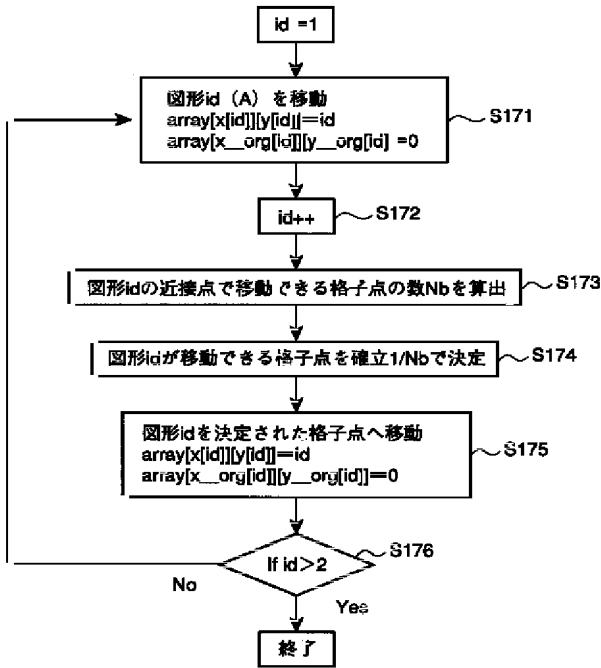 id =1
図形id（A）を移動
array[x[id]][y[id]]=id
array[x__org[id]][y__org[id] =0
S171
id++
S172
図形idの近接点で移動できる格子点の数Nbを算出
S173
図形idが移動できる格子点を確立1/Nbで決定
S174
図形idを決定された格子点へ移動
array[x[id]][y[id]]=id
array[x__org[id]][y__org[id]]=0
S175
If id＞2
S176
No
Yes
終了